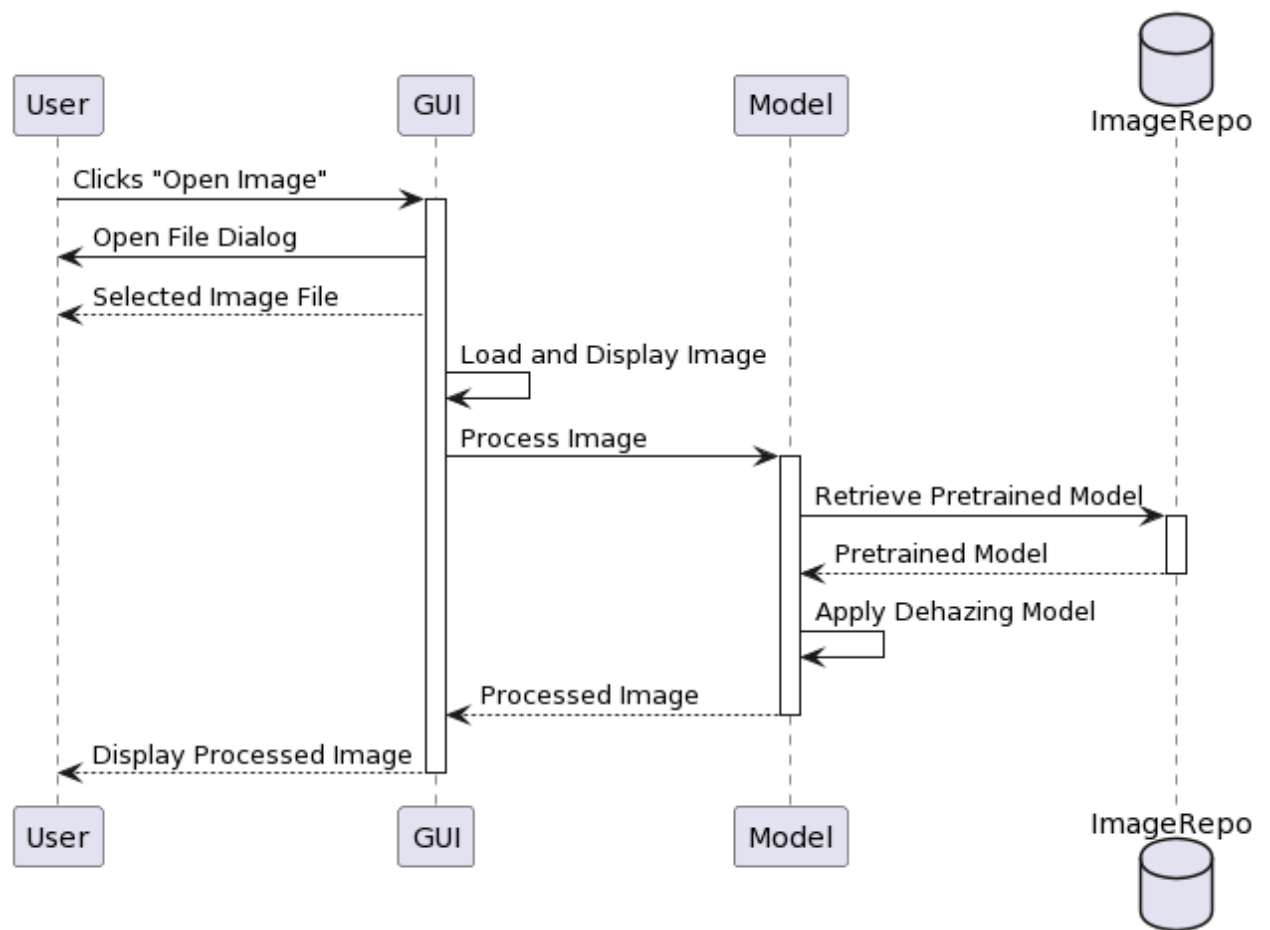 User
GUI
Model
ImageRepo
Clicks "Open Image"
Open File Dialog
Selected Image File
Load and Display Image
Process Image
Retrieve Pretrained Model
Pretrained Model
Apply Dehazing Model
Processed Image
Display Processed Image
User
GUI
Model
ImageRepo